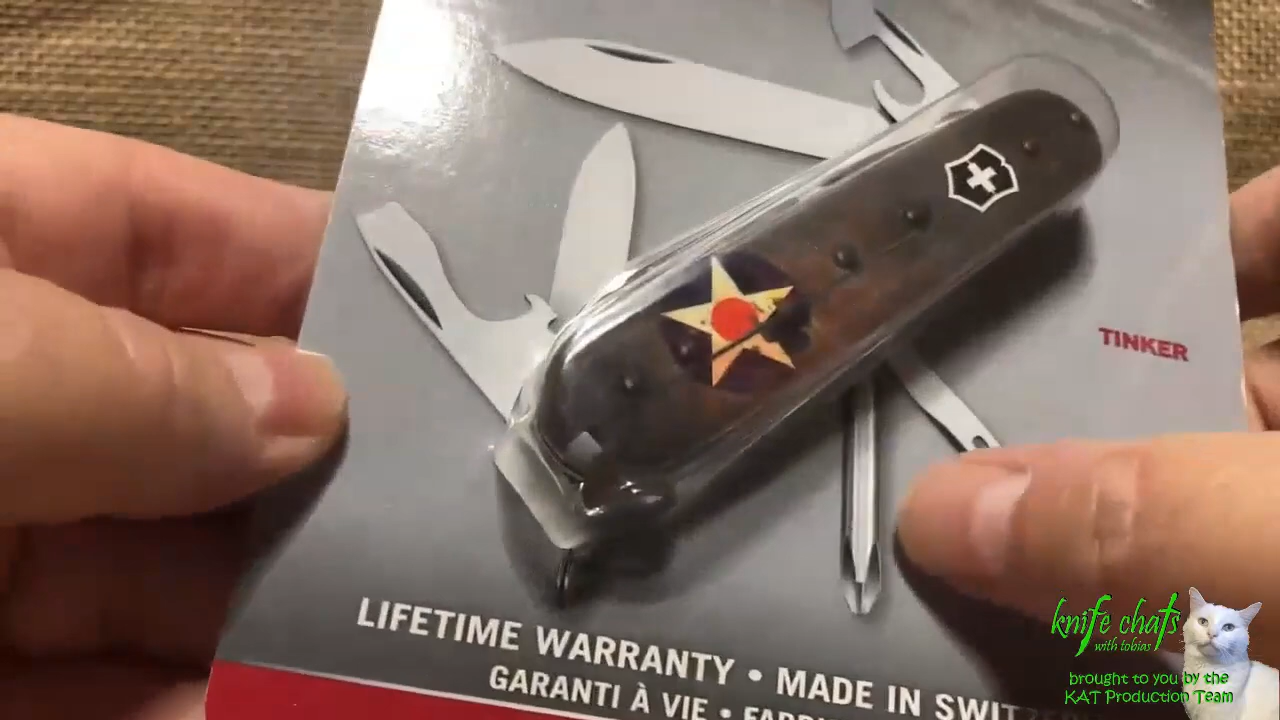 TINKER
LIFETIME WARRANTY • MADE IN
GARANTI À VIE •
knife chats
with tobias
brought to you by the
KAT Production Team